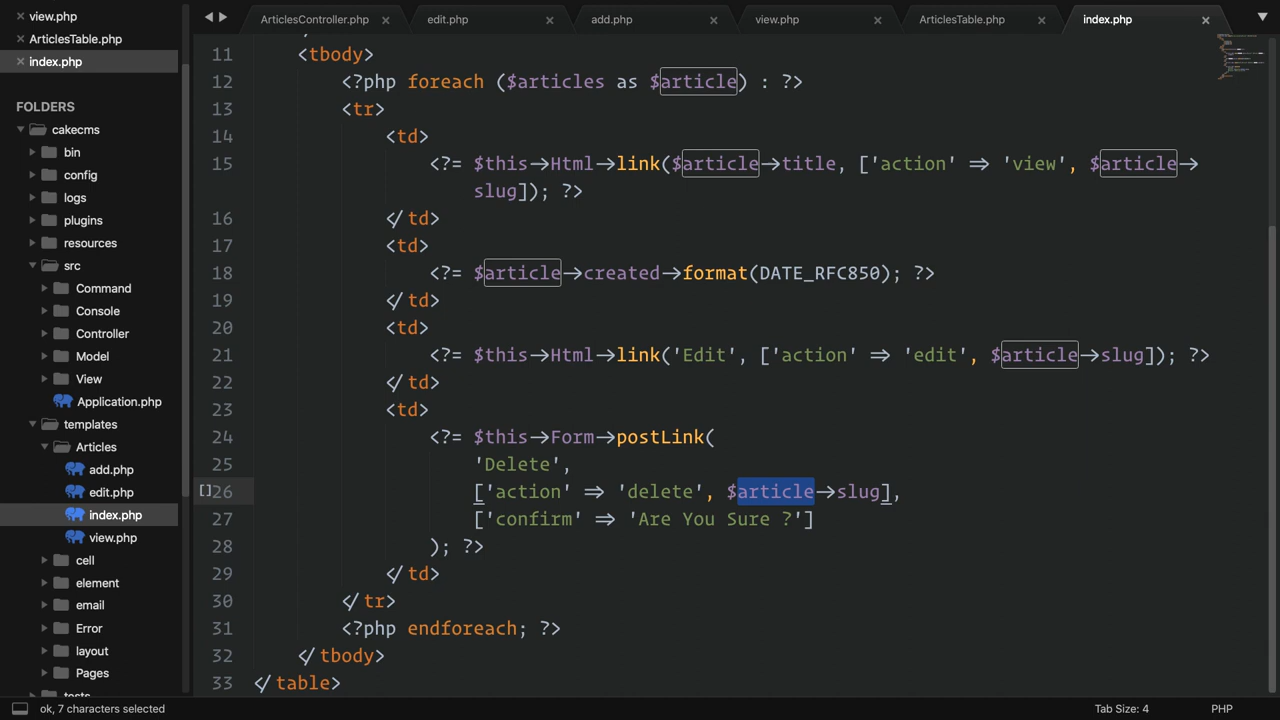 view.php
ArticlesTable.php
index.php
FOLDERS
cakecms
bin
config
logs
plugins
resources
src
Command
Console
Controller
Model
View
Application.php
templates
Articles
add.php
edit.php
index.php
view.php
cell
element
email
Error
layout
Pages
tests
ArticlesController.php
edit.php
add.php
view.php
ArticlesTable.php
index.php
11 <tbody>
12 <?php foreach ($articles as $article) : ?>
13 <tr>
14 <td>
15 <?= $this->Html->link($article->title, ['action' => 'view', $article->
slug]); ?>
16 </td>
17 <td>
18 <?= $article->created->format(DATE_RFC850); ?>
19 </td>
20 <td>
21 <?= $this->Html->link('Edit', ['action' => 'edit', $article->slug]); ?>
22 </td>
23 <td>
24 <?= $this->Form->postLink(
25 'Delete',
26 ['action' => 'delete', $article->slug],
27 ['confirm' => 'Are You Sure ?']
28 ); ?>
29 </td>
30 </tr>
31 <?php endforeach; ?>
32 </tbody>
33 </table>
ok, 7 characters selected
Tab Size: 4
PHP